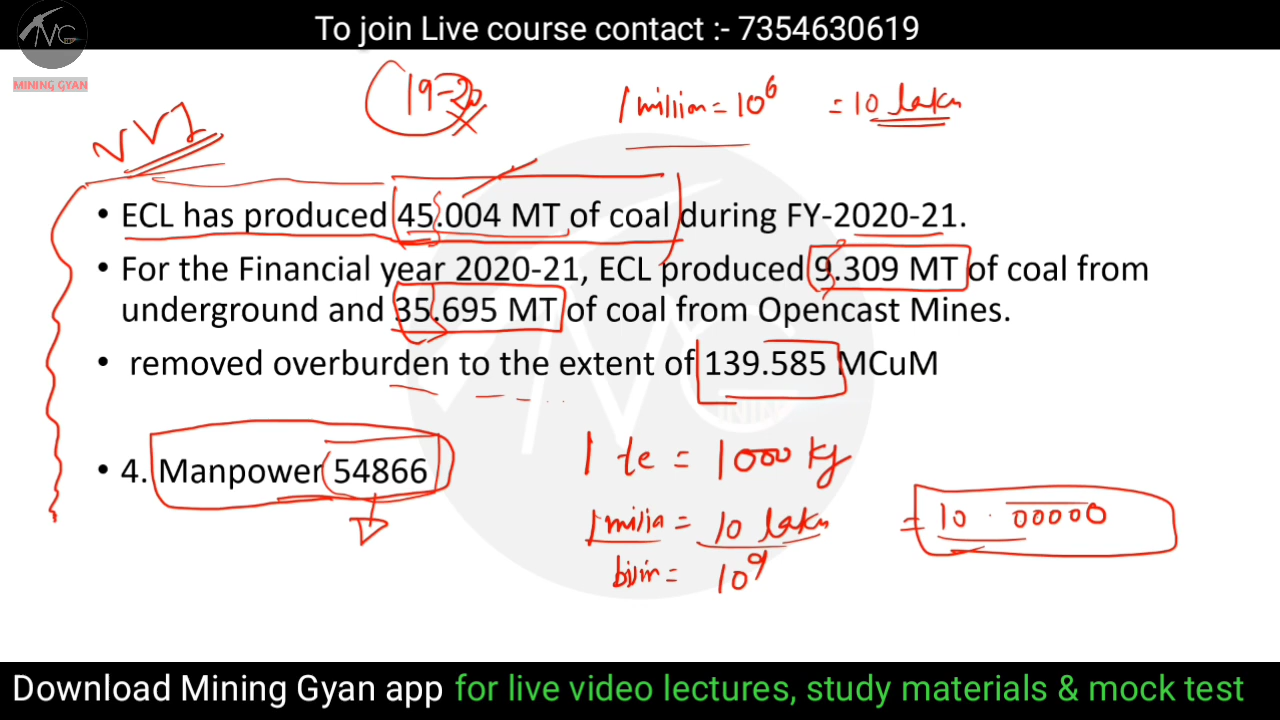 To join Live course contact :- 7354630619
MINING GYAN
19-20
1 million = 10⁶ = 10 lakh
VVI
• ECL has produced 45.004 MT of coal during FY-2020-21.
• For the Financial year 2020-21, ECL produced 9.309 MT of coal from
underground and 35.695 MT of coal from Opencast Mines.
• removed overburden to the extent of 139.585 MCuM
• 4. Manpower 54866
1 te = 1000 kg
1 = 10 lakh = 10 00000
= 10⁹
Download Mining Gyan app for live video lectures, study materials & mock test